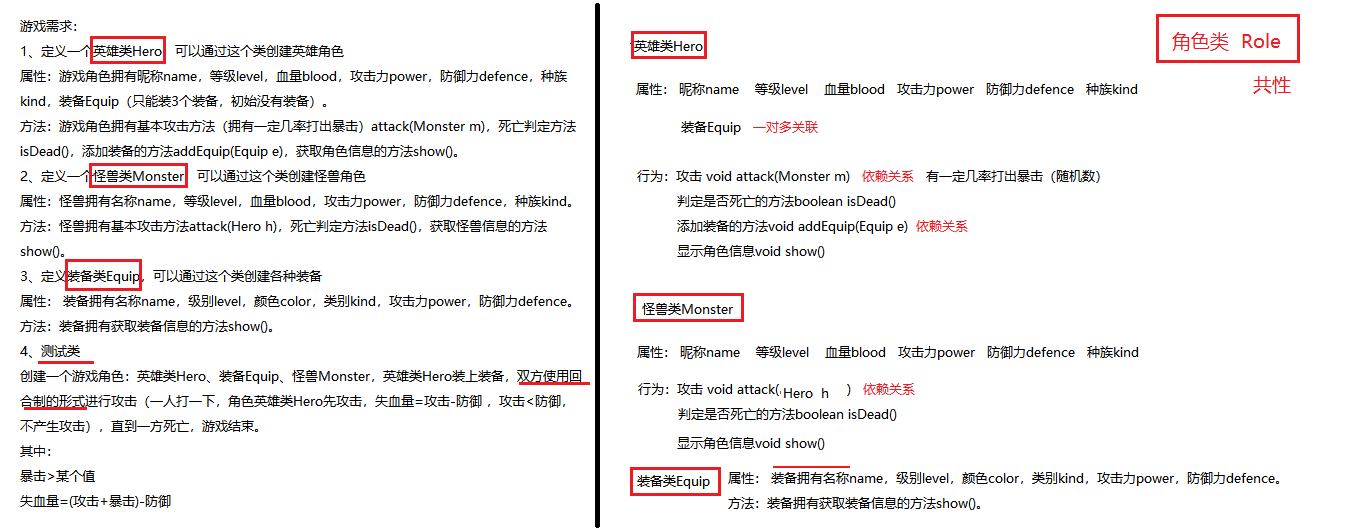 游戏需求：
1、定义一个英雄类Hero 可以通过这个类创建英雄角色
属性：游戏角色拥有昵称name，等级level，血量blood，攻击力power，防御力defence，种族
kind，装备Equip（只能装3个装备，初始没有装备）。
方法：游戏角色拥有基本攻击方法（拥有一定几率打出暴击）attack(Monster m)，死亡判定方法
isDead()，添加装备的方法addEquip(Equip e)，获取角色信息的方法show()。
2、定义一个怪兽类Monster 可以通过这个类创建怪兽角色
属性：怪兽拥有名称name，等级level，血量blood，攻击力power，防御力defence，种族kind。
方法：怪兽拥有基本攻击方法attack(Hero h)，死亡判定方法isDead()，获取怪兽信息的方法
show()。
3、定义装备类Equip，可以通过这个类创建各种装备
属性： 装备拥有名称name，级别level，颜色color，类别kind，攻击力power，防御力defence。
方法：装备拥有获取装备信息的方法show()。
4、测试类
创建一个游戏角色：英雄类Hero、装备Equip、怪兽Monster，英雄类Hero装上装备，双方使用回
合制的形式进行攻击（一人打一下，角色英雄类Hero先攻击，失血量=攻击-防御 ，攻击<防御，
不产生攻击），直到一方死亡，游戏结束。
其中：
暴击>某个值
失血量=(攻击+暴击)-防御
角色类 Role
共性
英雄类Hero
属性： 昵称name 等级level 血量blood 攻击力power 防御力defence 种族kind
装备Equip 一对多关联
行为：攻击 void attack(Monster m) 依赖关系 有一定几率打出暴击（随机数）
判定是否死亡的方法boolean isDead()
添加装备的方法void addEquip(Equip e) 依赖关系
显示角色信息void show()
怪兽类Monster
属性： 昵称name 等级level 血量blood 攻击力power 防御力defence 种族kind
行为：攻击 void attack( Hero h ) 依赖关系
判定是否死亡的方法boolean isDead()
显示角色信息void show()
装备类Equip 属性： 装备拥有名称name，级别level，颜色color，类别kind，攻击力power，防御力defence。
方法：装备拥有获取装备信息的方法show()。